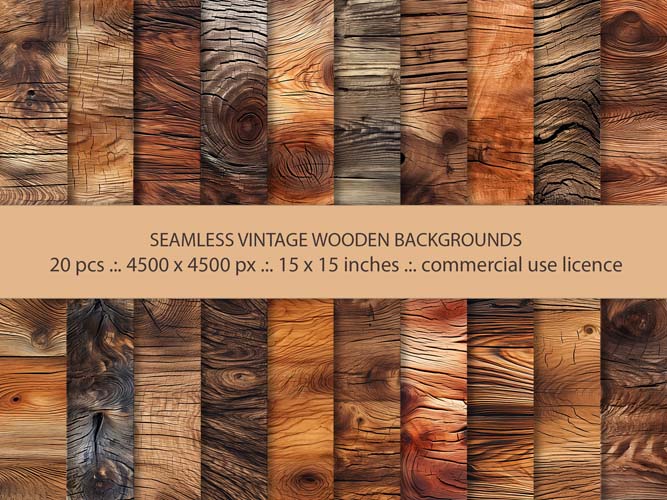 SEAMLESS VINTAGE WOODEN BACKGROUNDS
20 pcs .:. 4500 x 4500 px .:. 15 x 15 inches .:. commercial use licence